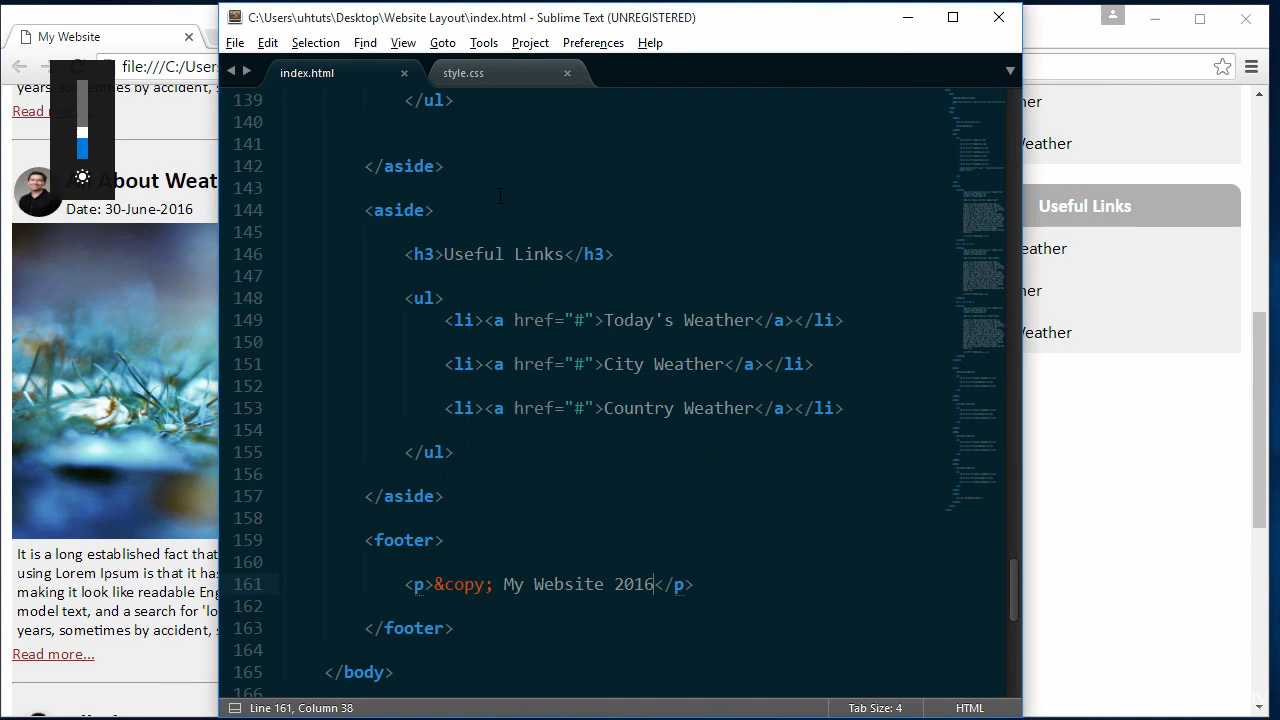 C:\Users\uhtuts\Desktop\Website Layout\index.html - Sublime Text (UNREGISTERED)
My Website
File Edit Selection Find View Goto Tools Project Preferences Help
file:///C:/User
index.html
style.css
years, sometimes by accident, s
Read
All About Weat
Date: 30-June-2016
It is a long established fact that
using Lorem Ipsum is that it has
making it look like readable Eng
model text, and a search for 'lo
years, sometimes by accident, s
Read more...
139 </ul>
140
141
142 </aside>
143
144 <aside>
145
146 <h3>Useful Links</h3>
147
148 <ul>
149 <li><a href="#">Today's Weather</a></li>
150
151 <li><a href="#">City Weather</a></li>
152
153 <li><a href="#">Country Weather</a></li>
154
155 </ul>
156
157 </aside>
158
159 <footer>
160
161 <p>&copy; My Website 2016</p>
162
163 </footer>
164
165 </body>
166
Line 161, Column 38
Tab Size: 4
HTML
her
Weather
Useful Links
eather
her
Weather